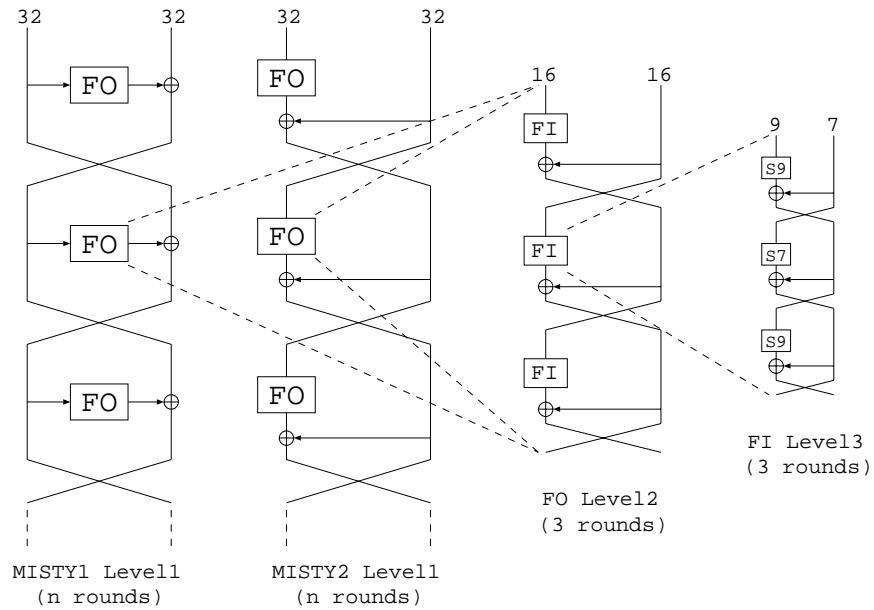 32 32 32 32
FO FO
16 16
FI
9 7
S9
FO FO FI S7
S9
FO FO FI
FI Level3
(3 rounds)
FO Level2
(3 rounds)
MISTY1 Level1 MISTY2 Level1
(n rounds) (n rounds)